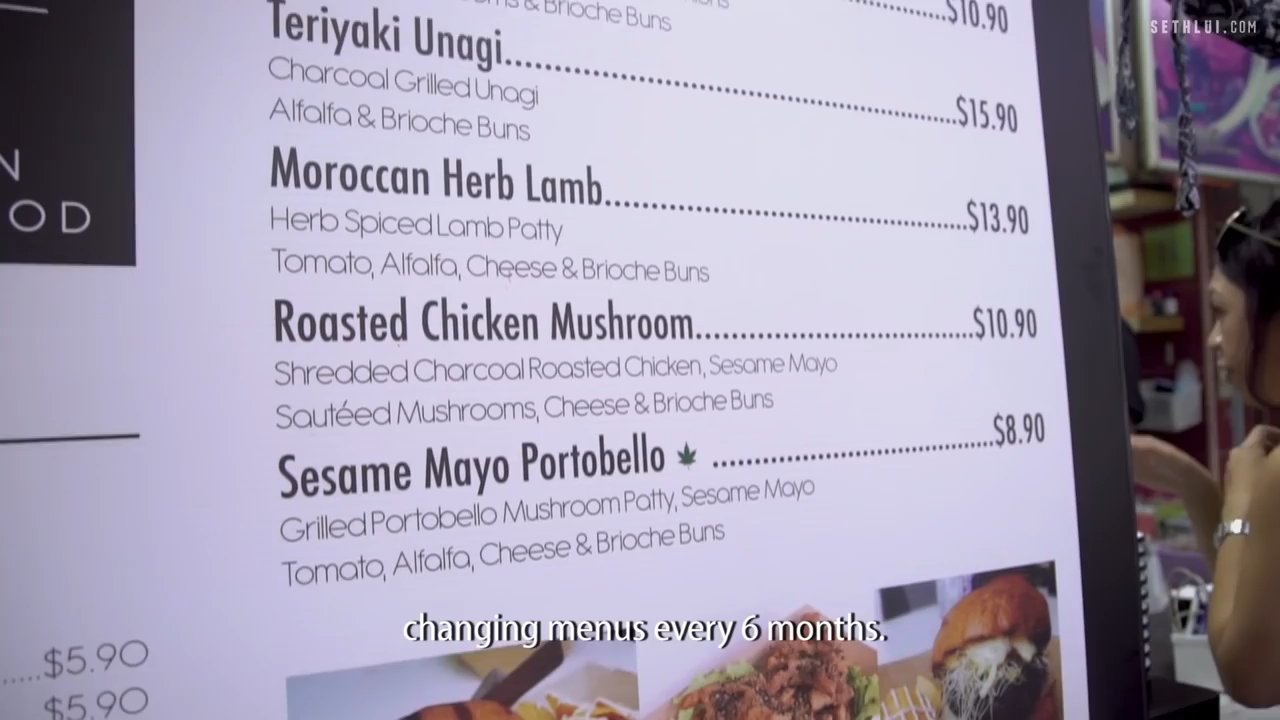 SETHLUI.COM
& Brioche Buns
$10.90
Teriyaki Unagi
$15.90
Charcoal Grilled Unagi
Alfalfa & Brioche Buns
Moroccan Herb Lamb
$13.90
Herb Spiced Lamb Patty
Tomato, Alfalfa, Cheese & Brioche Buns
Roasted Chicken Mushroom
$10.90
Shredded Charcoal Roasted Chicken, Sesame Mayo
Sautéed Mushrooms, Cheese & Brioche Buns
Sesame Mayo Portobello
$8.90
Grilled Portobello Mushroom Patty, Sesame Mayo
Tomato, Alfalfa, Cheese & Brioche Buns
N
OD
$5.90
$5.90
changing menus every 6 months.